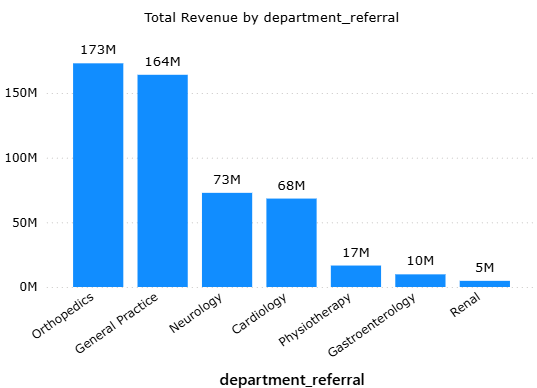 Total Revenue by department_referral
173M
164M
150M
100M
73M
68M
50M
17M
10M
5M
0M
Orthopedics
General Practice
Neurology
Cardiology
Physiotherapy
Gastroenterology
Renal
department_referral